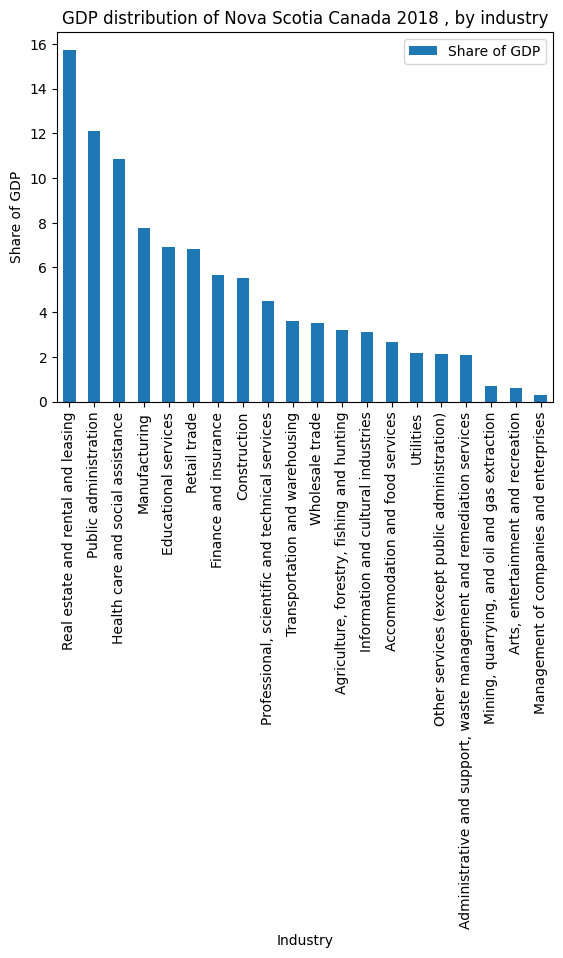 GDP distribution of Nova Scotia Canada 2018 , by industry
Share of GDP
Share of GDP
16
14
12
10
8
6
4
2
0
Real estate and rental and leasing
Public administration
Health care and social assistance
Manufacturing
Educational services
Retail trade
Finance and insurance
Construction
Professional, scientific and technical services
Transportation and warehousing
Wholesale trade
Agriculture, forestry, fishing and hunting
Information and cultural industries
Accommodation and food services
Utilities
Other services (except public administration)
Administrative and support, waste management and remediation services
Mining, quarrying, and oil and gas extraction
Arts, entertainment and recreation
Management of companies and enterprises
Industry